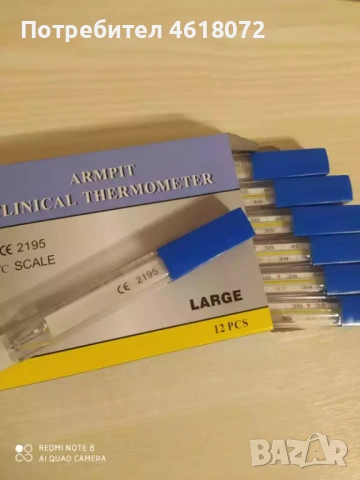 Потребител 4618072
ARMPIT
CLINICAL THERMOMETER
CE 2195
℃ SCALE
CE 2195
LARGE
12 PCS
REDMI NOTE 8
AI QUAD CAMERA
BAZAR